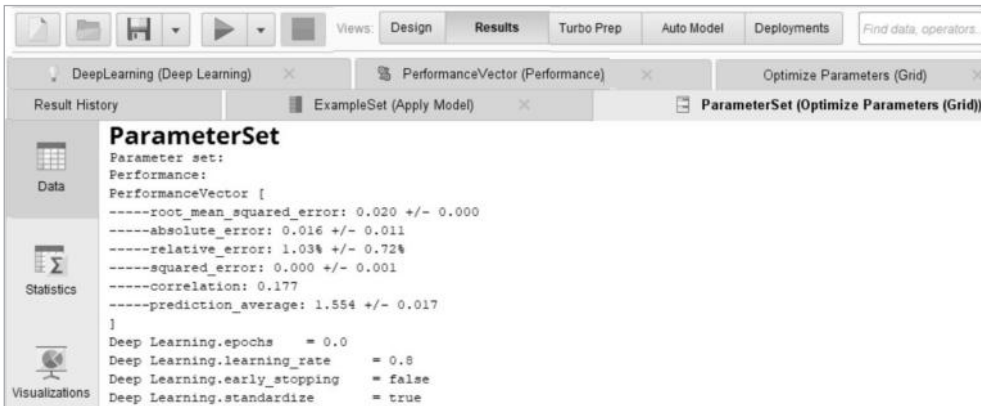 Views: Design Results Turbo Prep Auto Model Deployments Find data, operators...
DeepLearning (Deep Learning) PerformanceVector (Performance) Optimize Parameters (Grid)
Result History ExampleSet (Apply Model) ParameterSet (Optimize Parameters (Grid))
ParameterSet
Data
Parameter set:
Performance:
PerformanceVector [
-----root_mean_squared_error: 0.020 +/- 0.000
-----absolute_error: 0.016 +/- 0.011
-----relative_error: 1.03% +/- 0.72%
-----squared_error: 0.000 +/- 0.001
-----correlation: 0.177
-----prediction_average: 1.554 +/- 0.017
]
Statistics
Deep Learning.epochs = 0.0
Deep Learning.learning_rate = 0.8
Deep Learning.early_stopping = false
Deep Learning.standardize = true
Visualizations